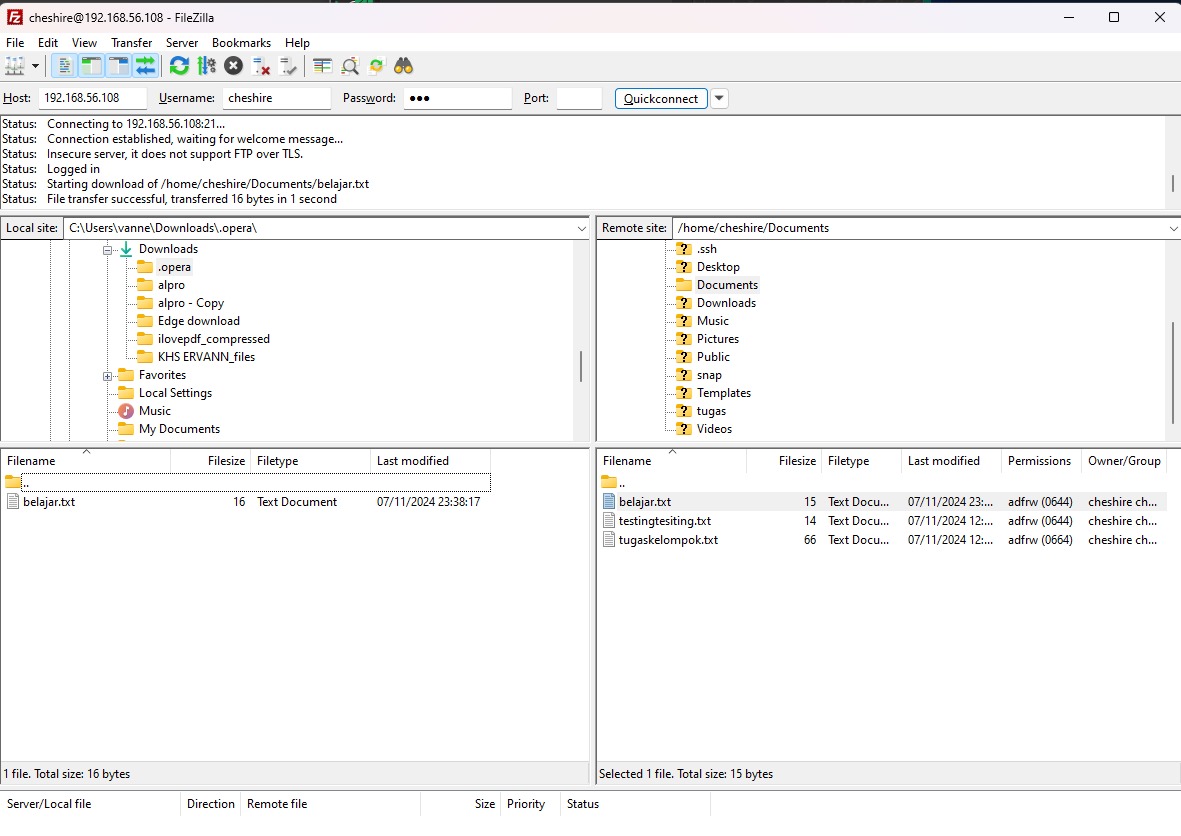 cheshire@192.168.56.108 - FileZilla
File Edit View Transfer Server Bookmarks Help
Host: 192.168.56.108 Username: cheshire Password: ●●● Port: Quickconnect
Status: Connecting to 192.168.56.108:21...
Status: Connection established, waiting for welcome message...
Status: Insecure server, it does not support FTP over TLS.
Status: Logged in
Status: Starting download of /home/cheshire/Documents/belajar.txt
Status: File transfer successful, transferred 16 bytes in 1 second
Local site: C:\Users\vanne\Downloads\.opera\
Downloads
.opera
alpro
alpro - Copy
Edge download
ilovepdf_compressed
KHS ERVANN_files
Favorites
Local Settings
Music
My Documents
Remote site: /home/cheshire/Documents
.ssh
Desktop
Documents
Downloads
Music
Pictures
Public
snap
Templates
tugas
Videos
Filename Filesize Filetype Last modified
..
belajar.txt 16 Text Document 07/11/2024 23:38:17
1 file. Total size: 16 bytes
Filename Filesize Filetype Last modified Permissions Owner/Group
..
belajar.txt 15 Text Docu... 07/11/2024 23:... adfrw (0644) cheshire ch...
testingtesiting.txt 14 Text Docu... 07/11/2024 12:... adfrw (0644) cheshire ch...
tugaskelompok.txt 66 Text Docu... 07/11/2024 12:... adfrw (0664) cheshire ch...
Selected 1 file. Total size: 15 bytes
Server/Local file Direction Remote file Size Priority Status